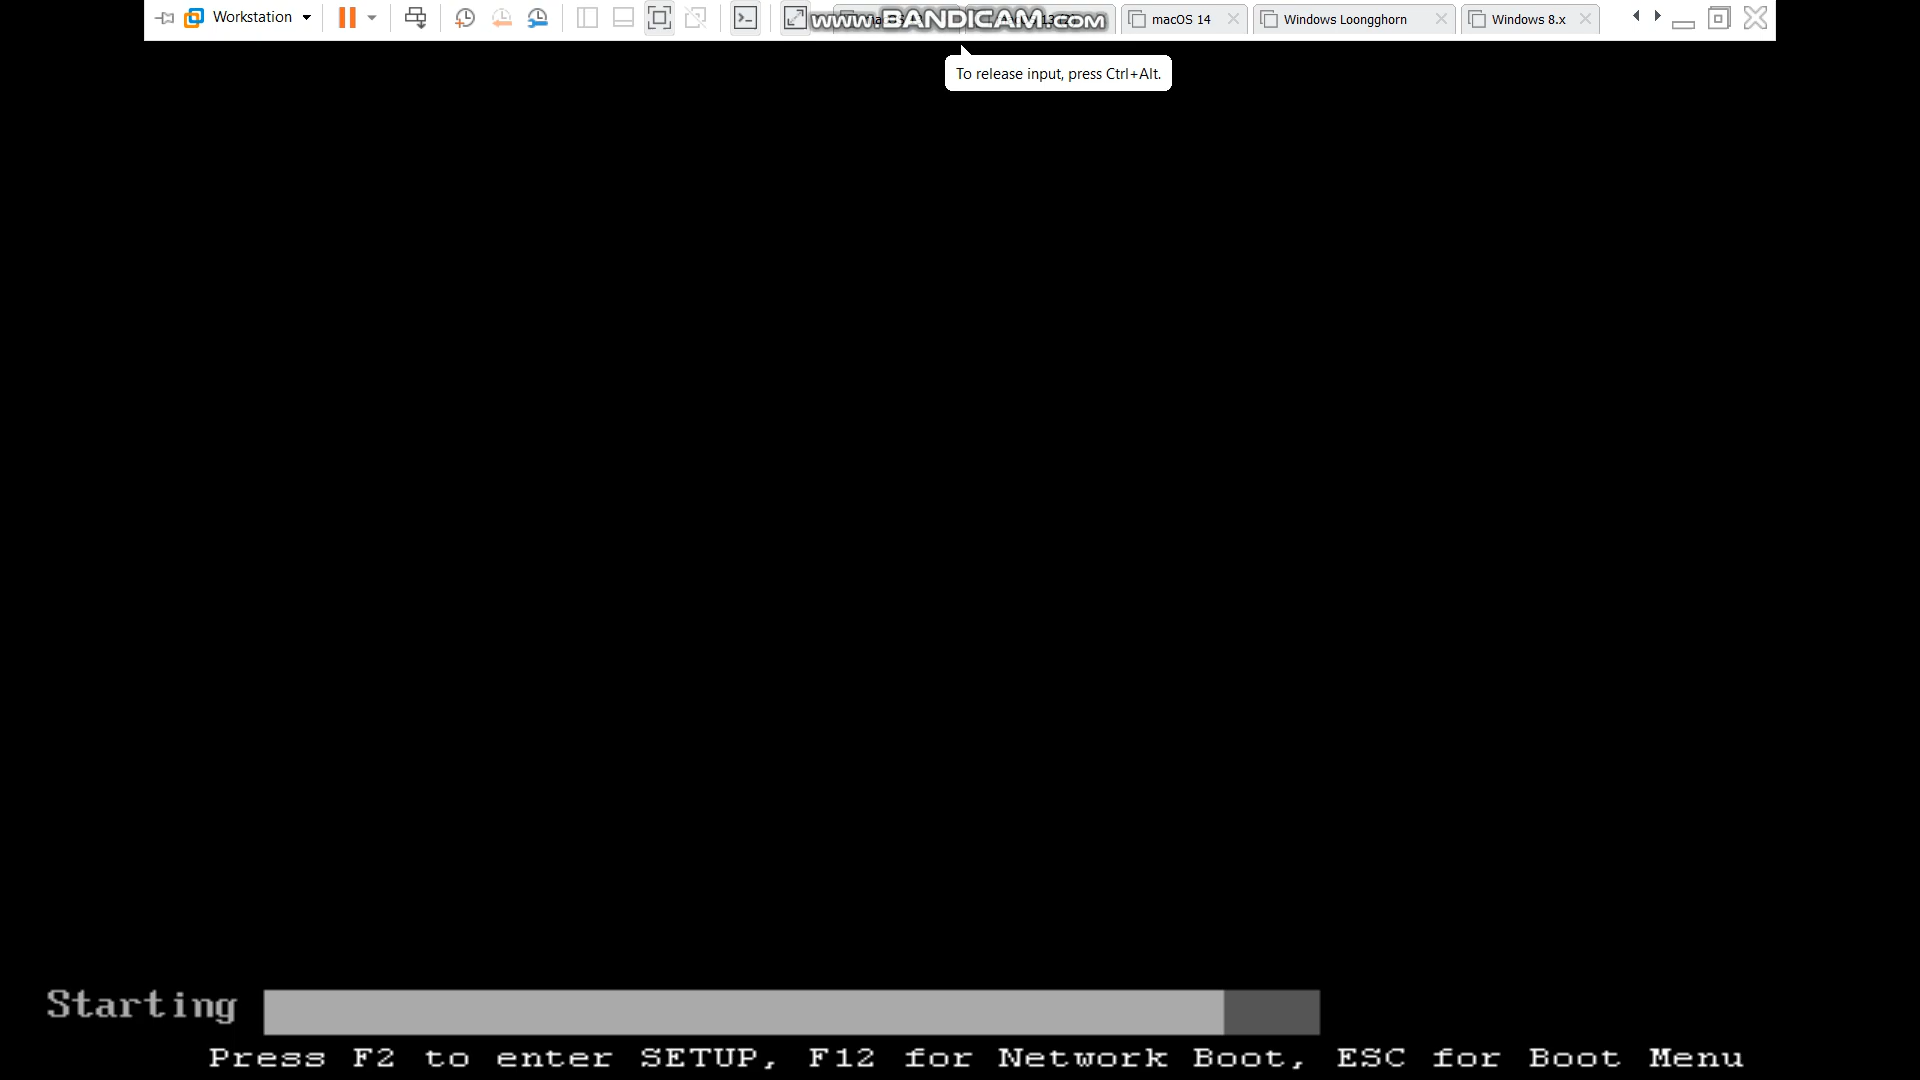 Workstation
www.BANDICAM.com
macOS 14
Windows Loongghorn
Windows 8.x
To release input, press Ctrl+Alt.
Starting
Press F2 to enter SETUP, F12 for Network Boot, ESC for Boot Menu